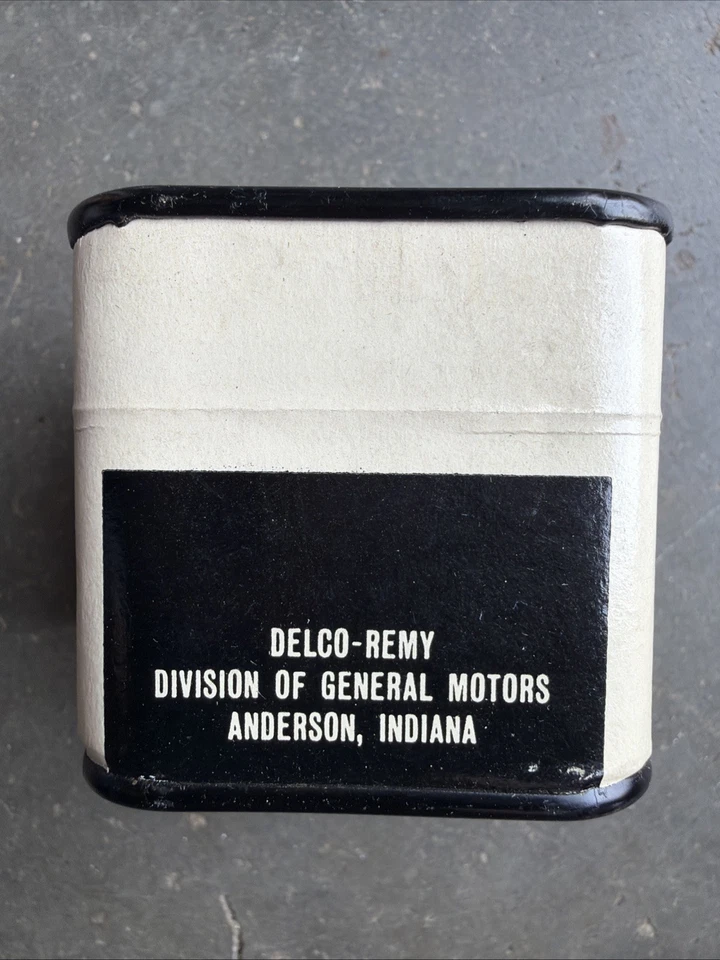 DELCO-REMY
DIVISION OF GENERAL MOTORS
ANDERSON, INDIANA